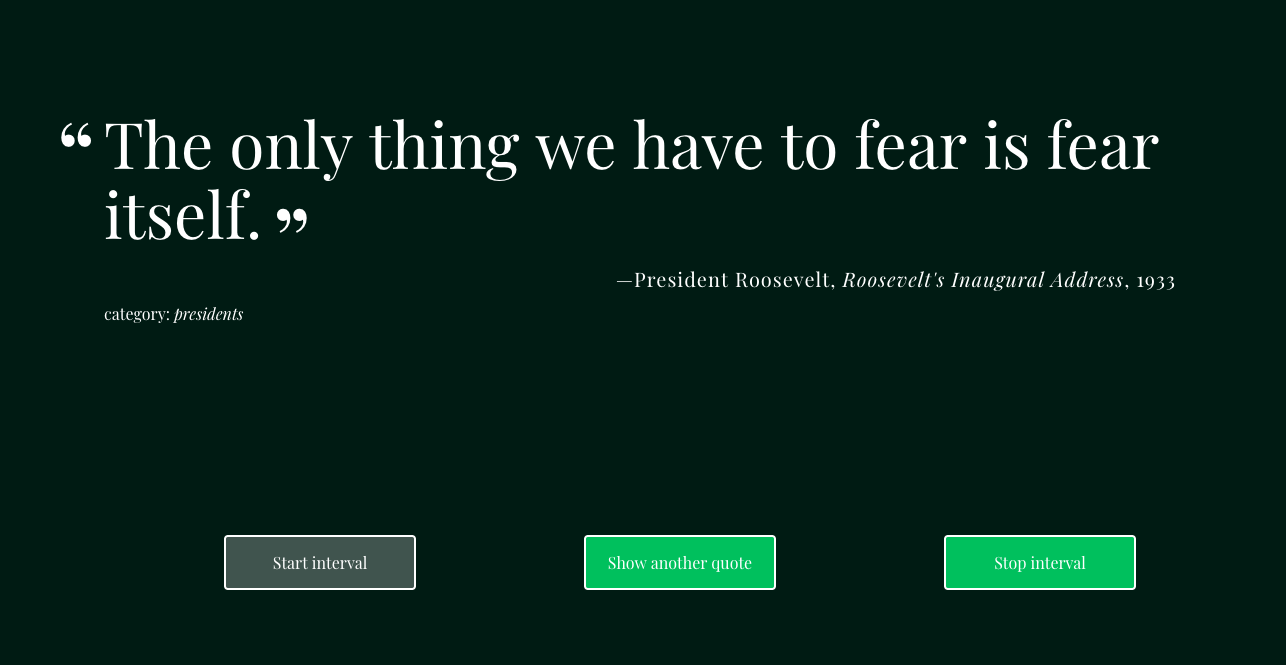 “ The only thing we have to fear is fear
itself. ”
—President Roosevelt, Roosevelt's Inaugural Address, 1933
category: presidents
Start interval
Show another quote
Stop interval